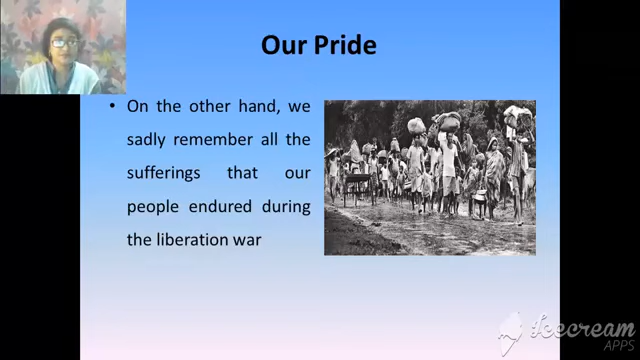 Our Pride
• On the other hand, we
sadly remember all the
sufferings that our
people endured during
the liberation war
Icecream
APPS